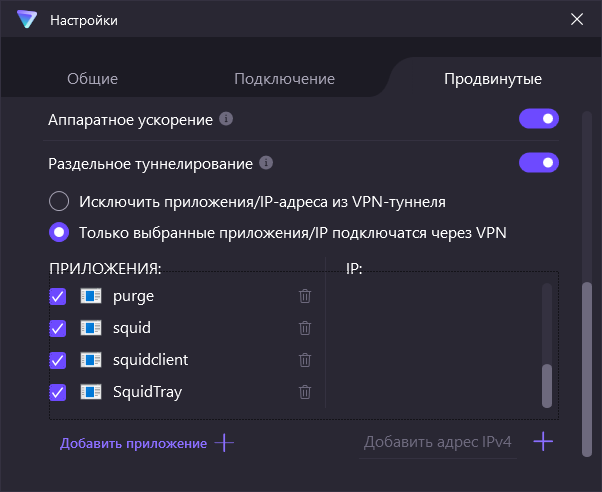 Настройки
Общие Подключение Продвинутые
Аппаратное ускорение
Раздельное туннелирование
Исключить приложения/IP-адреса из VPN-туннеля
Только выбранные приложения/IP подключатся через VPN
ПРИЛОЖЕНИЯ: IP:
purge
squid
squidclient
SquidTray
Добавить приложение Добавить адрес IPv4